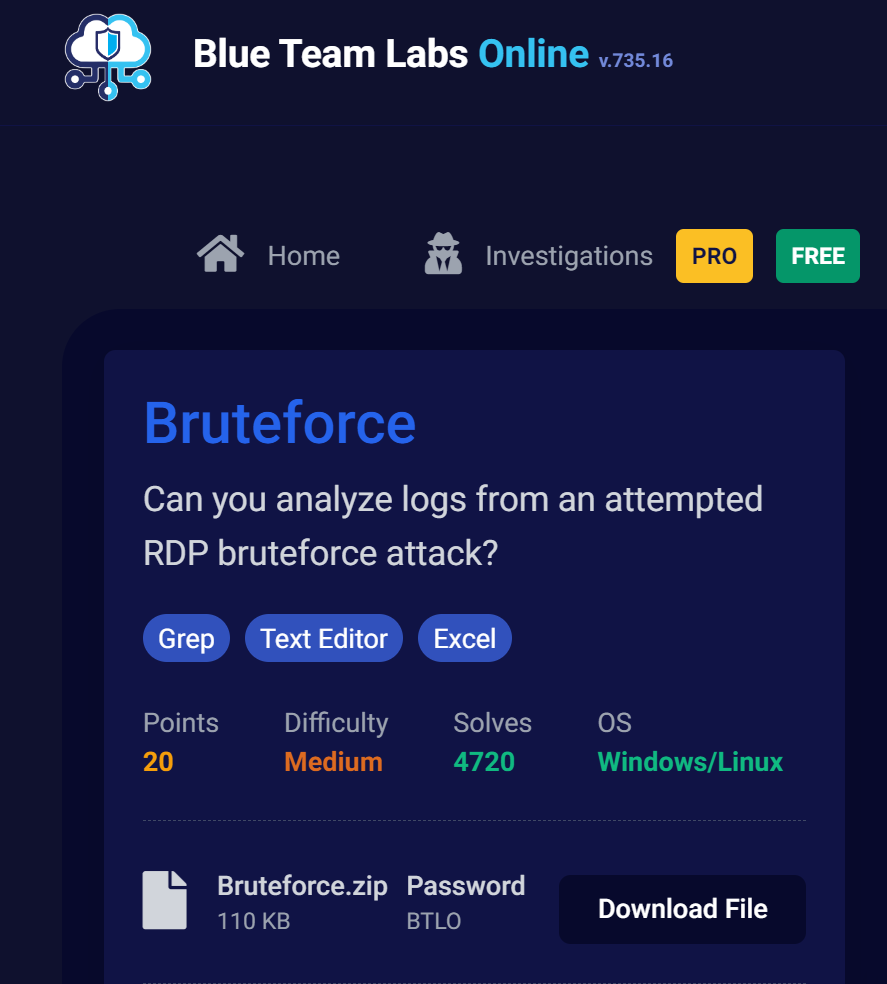 Blue Team Labs Online v.735.16
Home Investigations PRO FREE
Bruteforce
Can you analyze logs from an attempted
RDP bruteforce attack?
Grep Text Editor Excel
Points Difficulty Solves OS
20 Medium 4720 Windows/Linux
Bruteforce.zip Password
110 KB BTLO
Download File